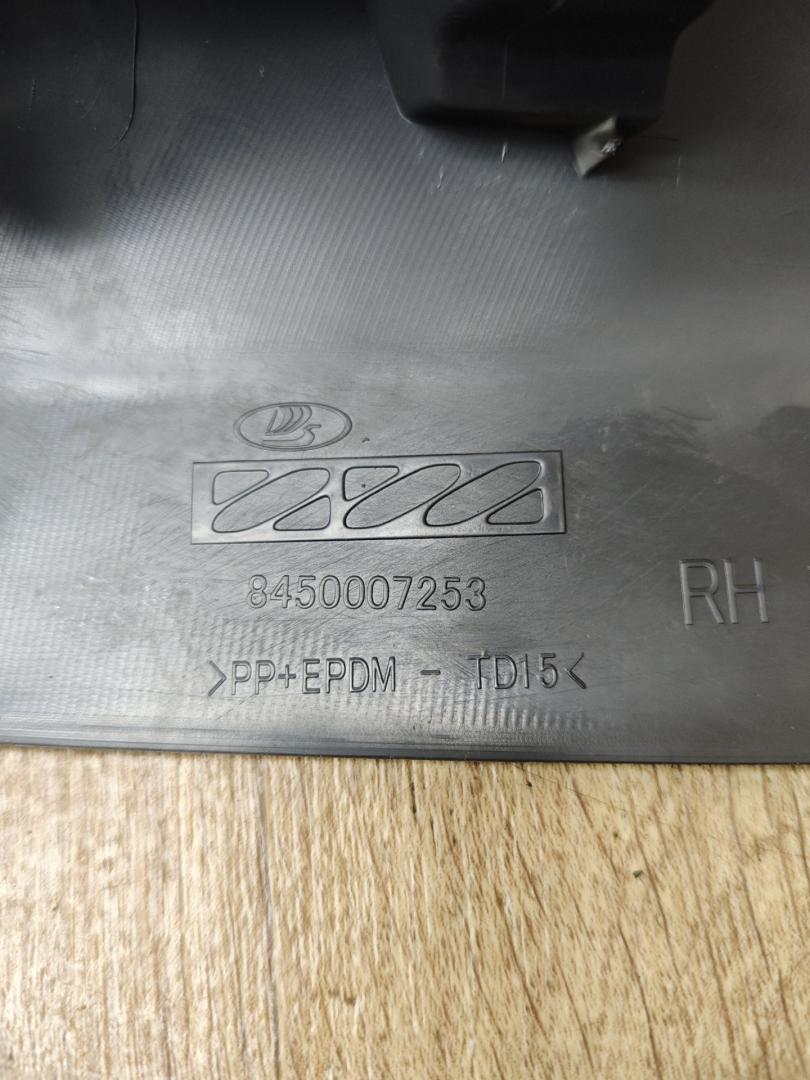 8450007253
RH
>PP+EPDM - TD15<